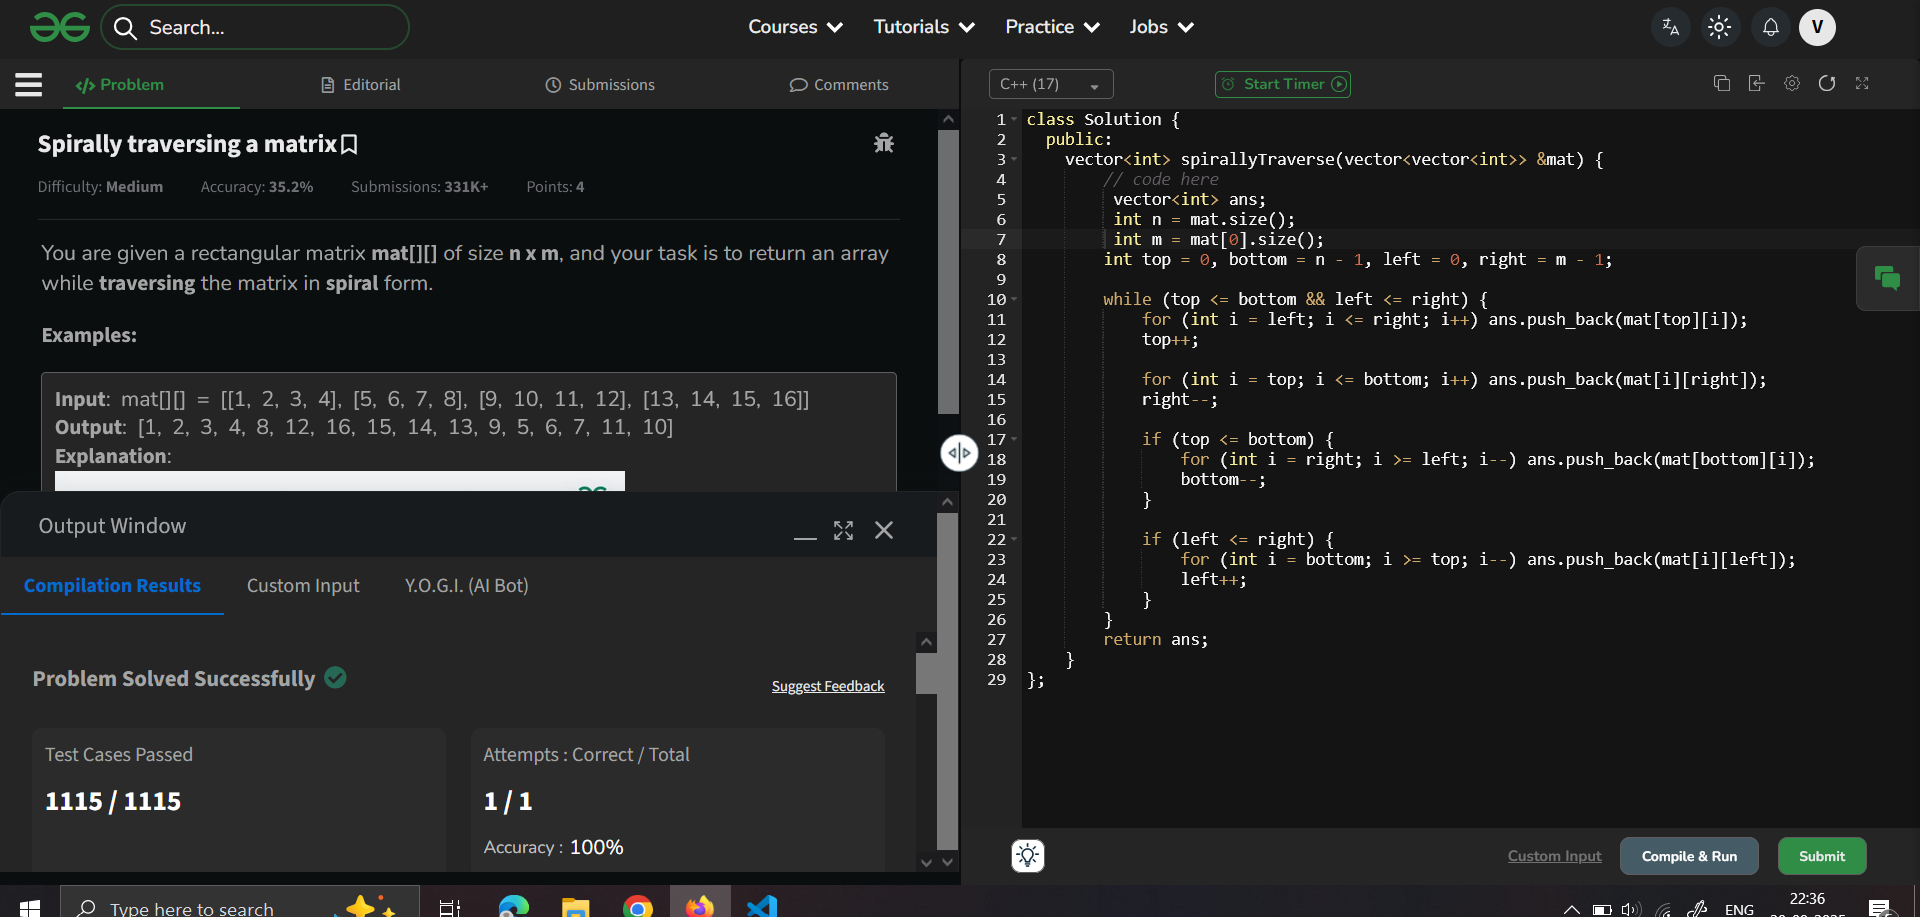 Search...
Courses
Tutorials
Practice
Jobs
V
Problem
Editorial
Submissions
Comments
C++ (17)
Start Timer
Spirally traversing a matrix
Difficulty: Medium Accuracy: 35.2% Submissions: 331K+ Points: 4
You are given a rectangular matrix mat[][] of size n x m, and your task is to return an array
while traversing the matrix in spiral form.
Examples:
Input: mat[][] = [[1, 2, 3, 4], [5, 6, 7, 8], [9, 10, 11, 12], [13, 14, 15, 16]]
Output: [1, 2, 3, 4, 8, 12, 16, 15, 14, 13, 9, 5, 6, 7, 11, 10]
Explanation:
Output Window
Compilation Results
Custom Input
Y.O.G.I. (AI Bot)
Problem Solved Successfully
Suggest Feedback
Test Cases Passed
1115 / 1115
Attempts : Correct / Total
1 / 1
Accuracy : 100%
1 class Solution {
2 public:
3 vector<int> spirallyTraverse(vector<vector<int>> &mat) {
4 // code here
5 vector<int> ans;
6 int n = mat.size();
7 int m = mat[0].size();
8 int top = 0, bottom = n - 1, left = 0, right = m - 1;
9
10 while (top <= bottom && left <= right) {
11 for (int i = left; i <= right; i++) ans.push_back(mat[top][i]);
12 top++;
13
14 for (int i = top; i <= bottom; i++) ans.push_back(mat[i][right]);
15 right--;
16
17 if (top <= bottom) {
18 for (int i = right; i >= left; i--) ans.push_back(mat[bottom][i]);
19 bottom--;
20 }
21
22 if (left <= right) {
23 for (int i = bottom; i >= top; i--) ans.push_back(mat[i][left]);
24 left++;
25 }
26 }
27 return ans;
28 }
29 };
Custom Input
Compile & Run
Submit
Type here to search
ENG
22:36